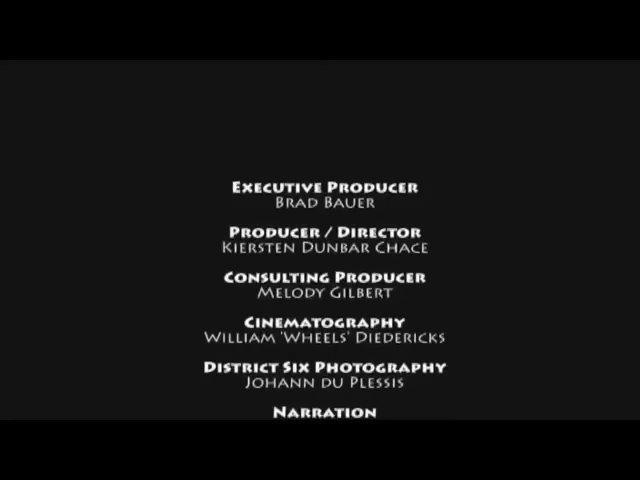 Executive Producer
Brad Bauer
Producer / Director
Kiersten Dunbar Chace
Consulting Producer
Melody Gilbert
Cinematography
William 'Wheels' Diedericks
District Six Photography
Johann du Plessis
Narration